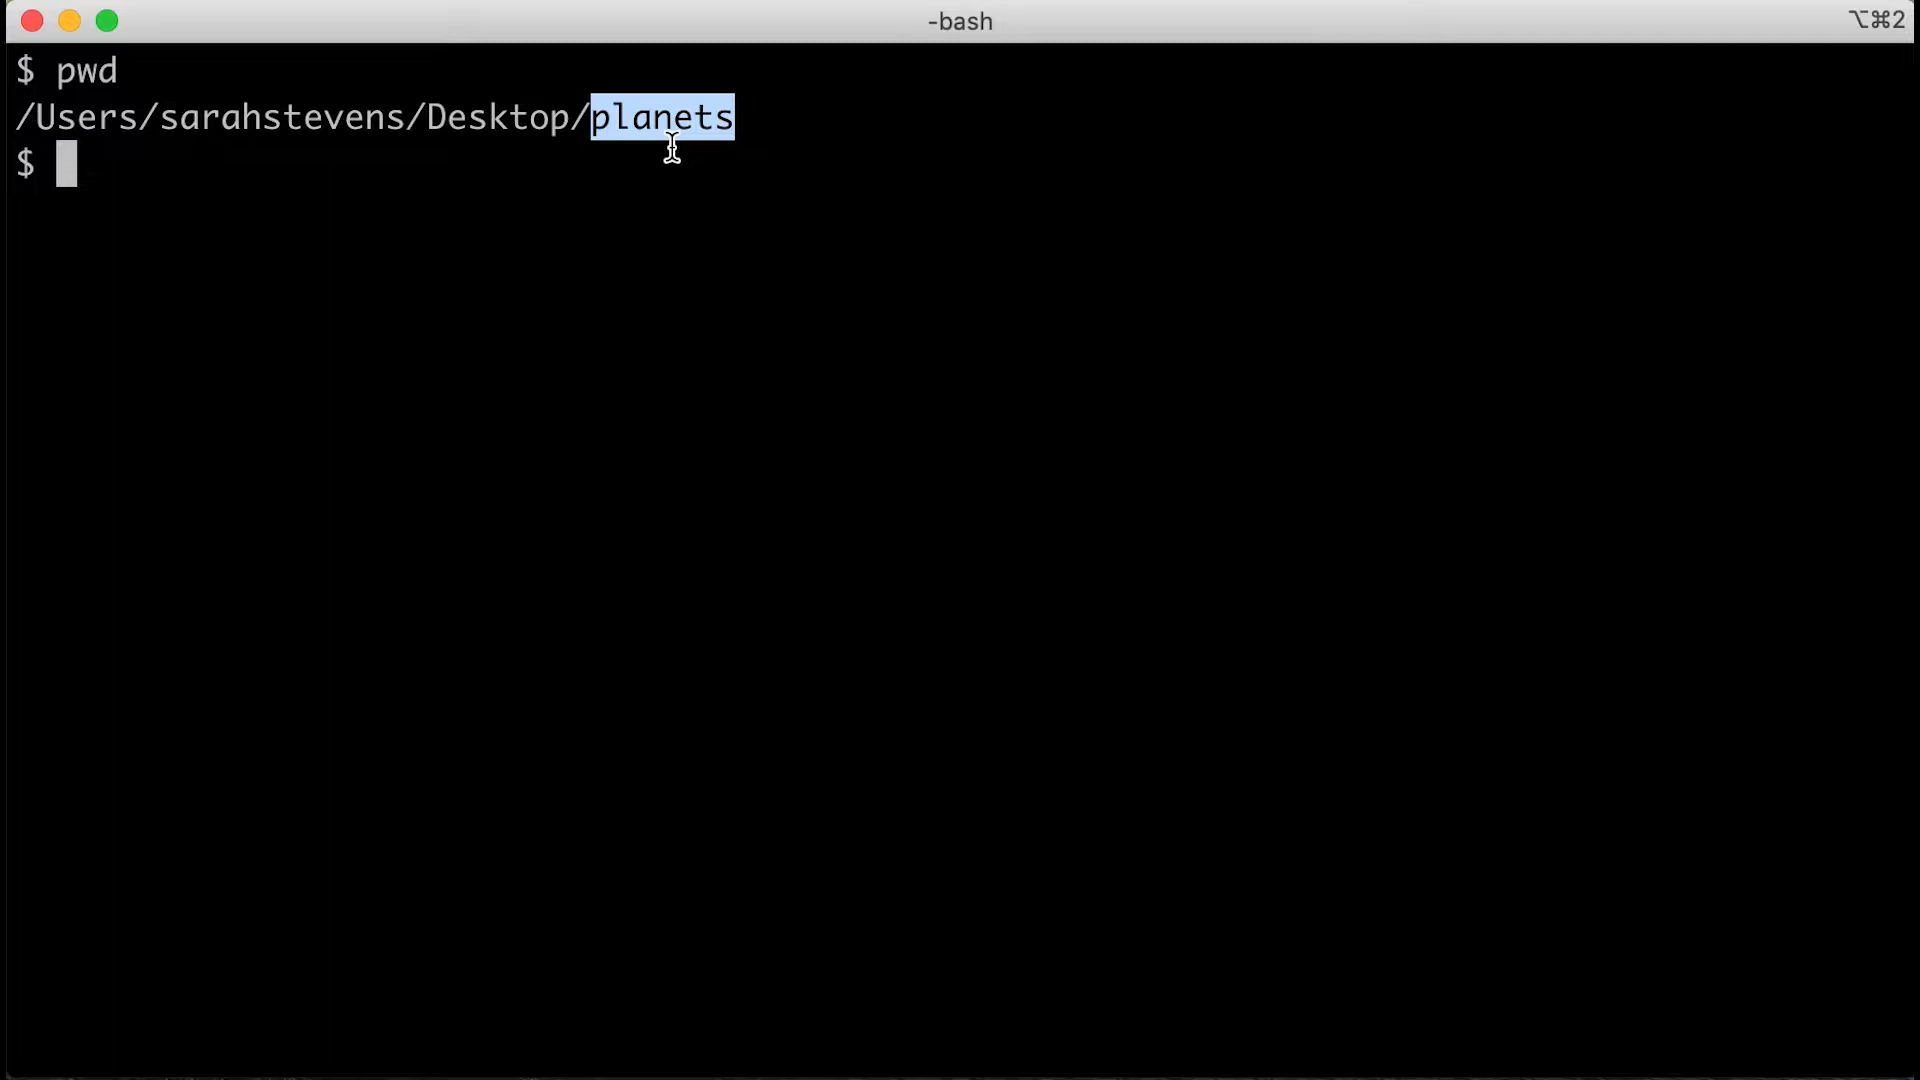 -bash
⌥⌘2
$ pwd
/Users/sarahstevens/Desktop/planets
$